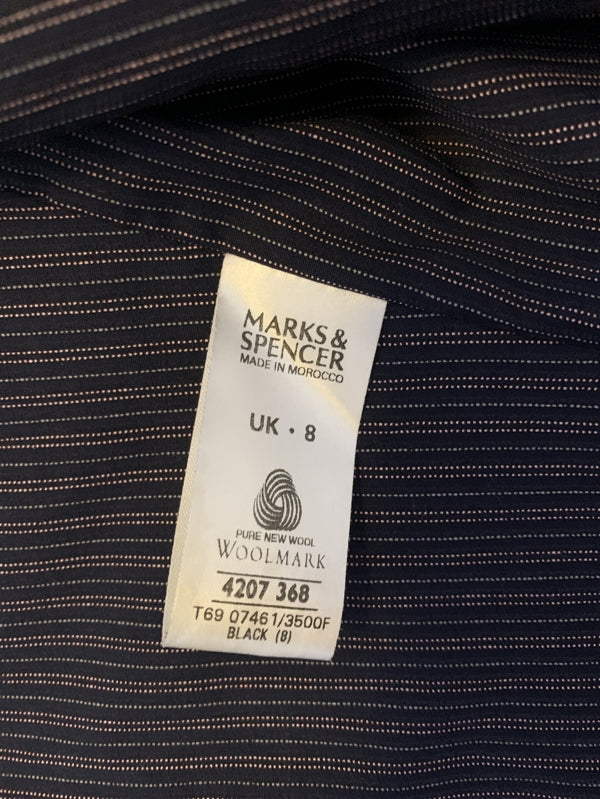 MARKS &
SPENCER
MADE IN MOROCCO
UK · 8
PURE NEW WOOL
WOOLMARK
4207 368
T69 07461/3500F
BLACK (8)